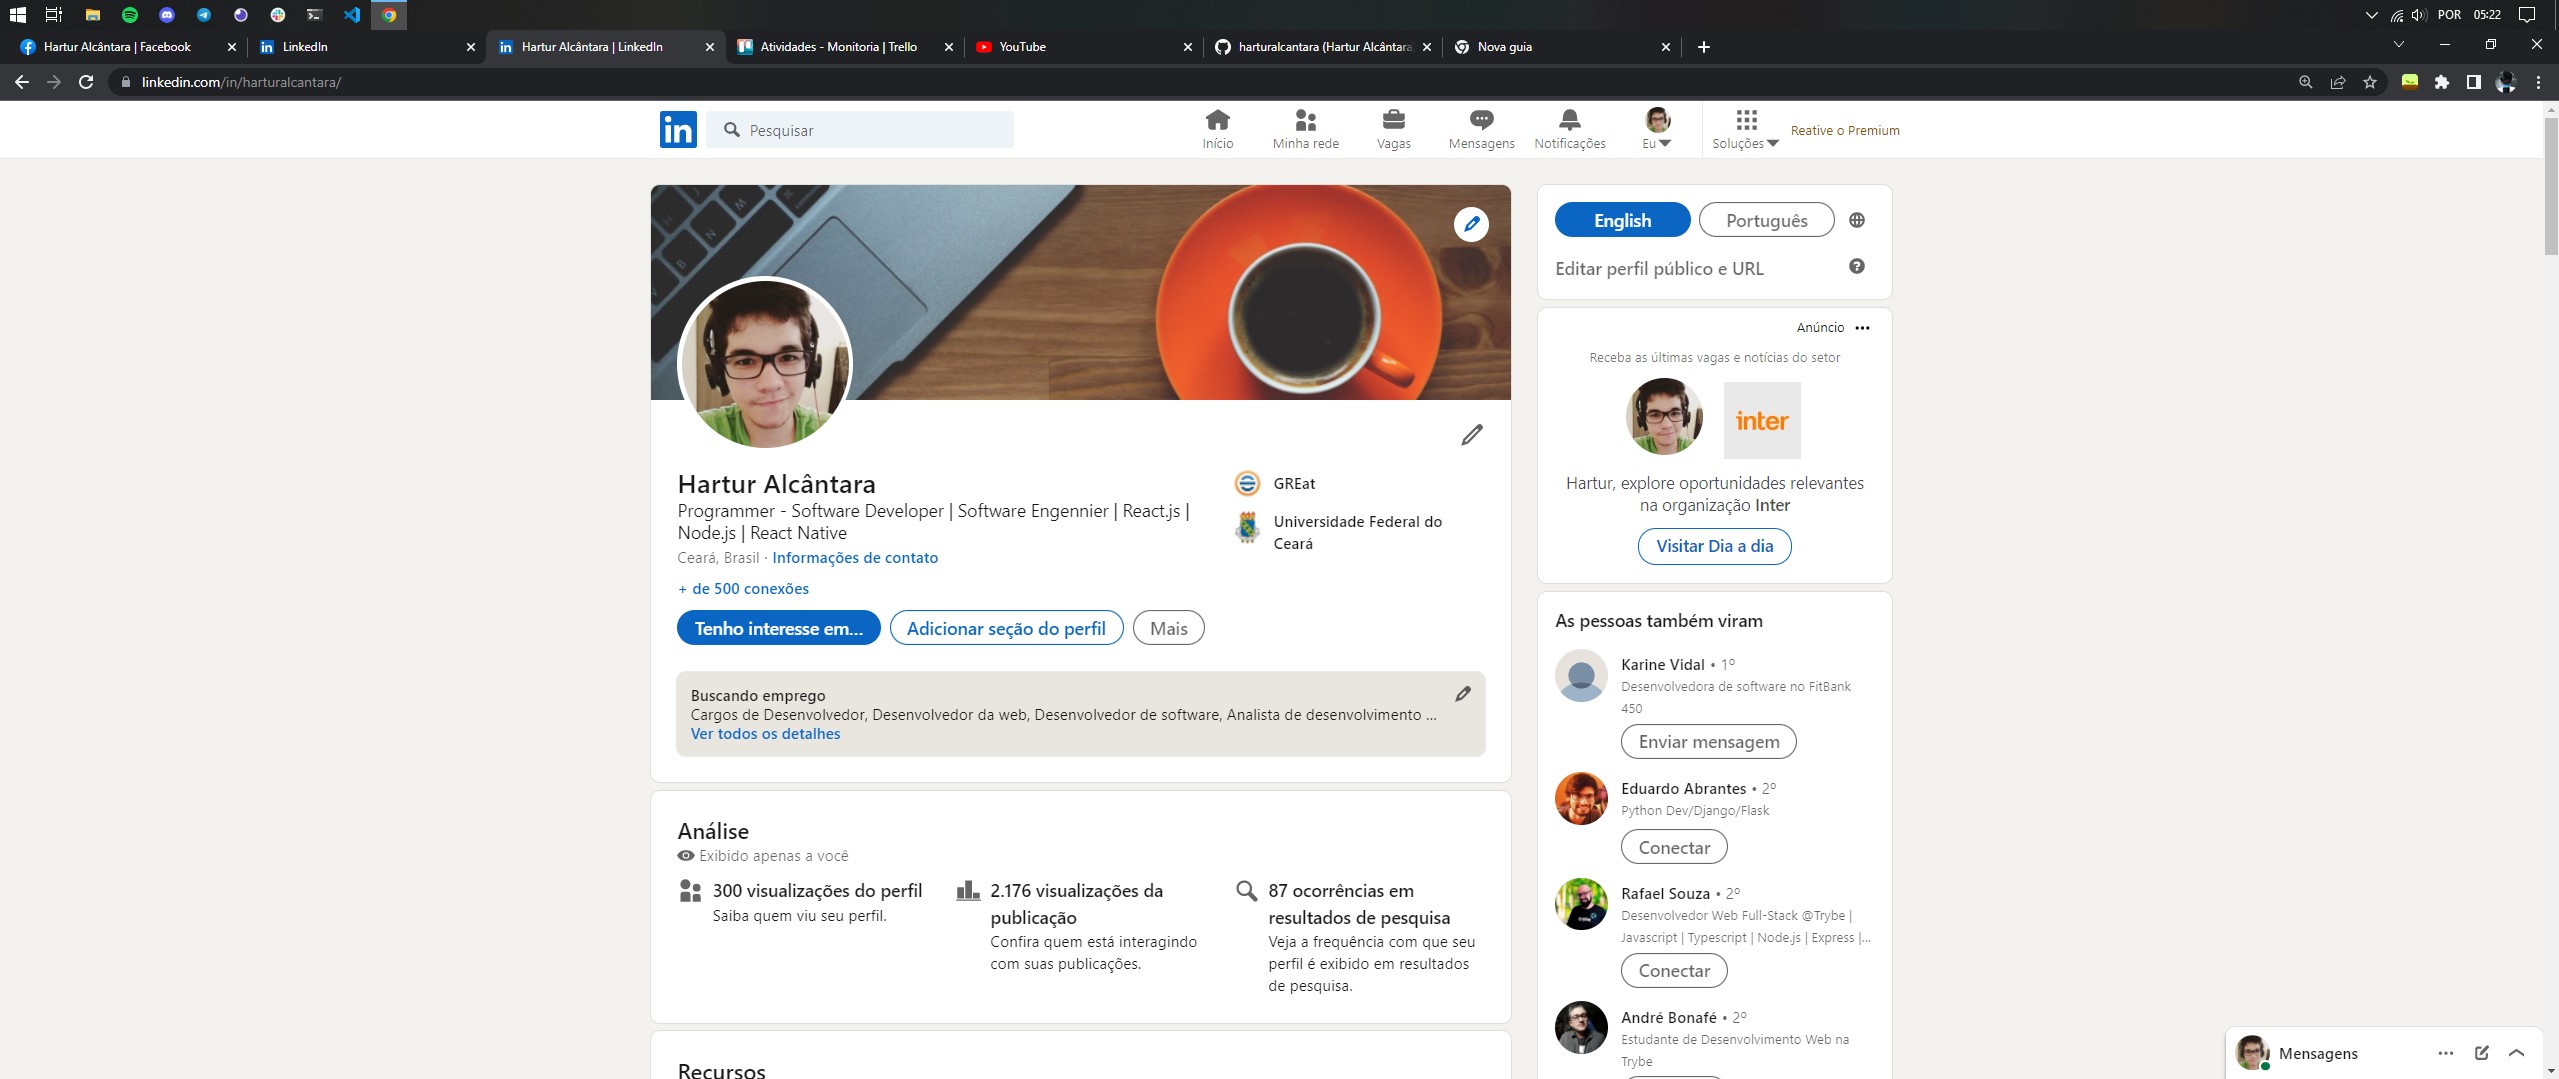 POR 05:22
Hartur Alcântara | Facebook
LinkedIn
Hartur Alcântara | LinkedIn
Atividades - Monitoria | Trello
YouTube
harturalcantara (Hartur Alcântara
Nova guia
linkedin.com/in/harturalcantara/
in
Pesquisar
Início
Minha rede
Vagas
Mensagens
Notificações
Eu
Soluções
Reative o Premium
Hartur Alcântara
Programmer - Software Developer | Software Engennier | React.js |
Node.js | React Native
Ceará, Brasil · Informações de contato
+ de 500 conexões
GREat
Universidade Federal do
Ceará
Tenho interesse em...
Adicionar seção do perfil
Mais
Buscando emprego
Cargos de Desenvolvedor, Desenvolvedor da web, Desenvolvedor de software, Analista de desenvolvimento ...
Ver todos os detalhes
Análise
Exibido apenas a você
300 visualizações do perfil
Saiba quem viu seu perfil.
2.176 visualizações da
publicação
Confira quem está interagindo
com suas publicações.
87 ocorrências em
resultados de pesquisa
Veja a frequência com que seu
perfil é exibido em resultados
de pesquisa.
Recursos
English
Português
Editar perfil público e URL
Anúncio
Receba as últimas vagas e notícias do setor
inter
Hartur, explore oportunidades relevantes
na organização Inter
Visitar Dia a dia
As pessoas também viram
Karine Vidal • 1º
Desenvolvedora de software no FitBank
450
Enviar mensagem
Eduardo Abrantes • 2º
Python Dev/Django/Flask
Conectar
Rafael Souza • 2º
Desenvolvedor Web Full-Stack @Trybe |
Javascript | Typescript | Node.js | Express |...
Conectar
André Bonafé • 2º
Estudante de Desenvolvimento Web na
Trybe
Mensagens